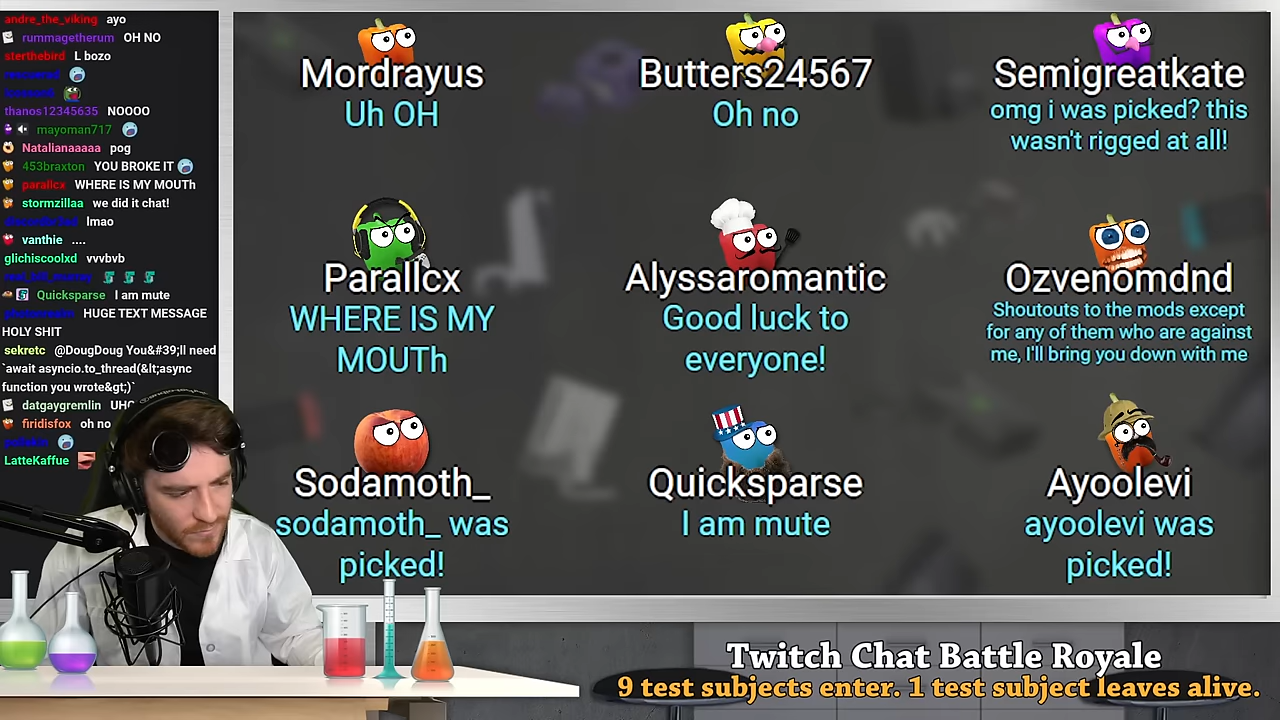 andre_the_viking ayo
rummagetherum OH NO
sterthebird L bozo
thanos12345635 NOOOO
mayoman717
Natalianaaaaa pog
453braxton YOU BROKE IT
parallcx WHERE IS MY MOUTh
stormzillaa we did it chat!
lmao
vanthie ....
glichiscoolxd vvvbvb
Quicksparse I am mute
HUGE TEXT MESSAGE
HOLY SHIT
sekretc @DougDoug You&#39;ll need
`await asyncio.to_thread(&lt;async
function you wrote&gt;)`
datgaygremlin UHO
firidisfox oh no
LatteKaffue
Mordrayus
Uh OH
Butters24567
Oh no
Semigreatkate
omg i was picked? this
wasn't rigged at all!
Parallcx
WHERE IS MY
MOUTh
Alyssaromantic
Good luck to
everyone!
Ozvenomdnd
Shoutouts to the mods except
for any of them who are against
me, I'll bring you down with me
Sodamoth_
sodamoth_ was
picked!
Quicksparse
I am mute
Ayoolevi
ayoolevi was
picked!
Twitch Chat Battle Royale
9 test subjects enter. 1 test subject leaves alive.